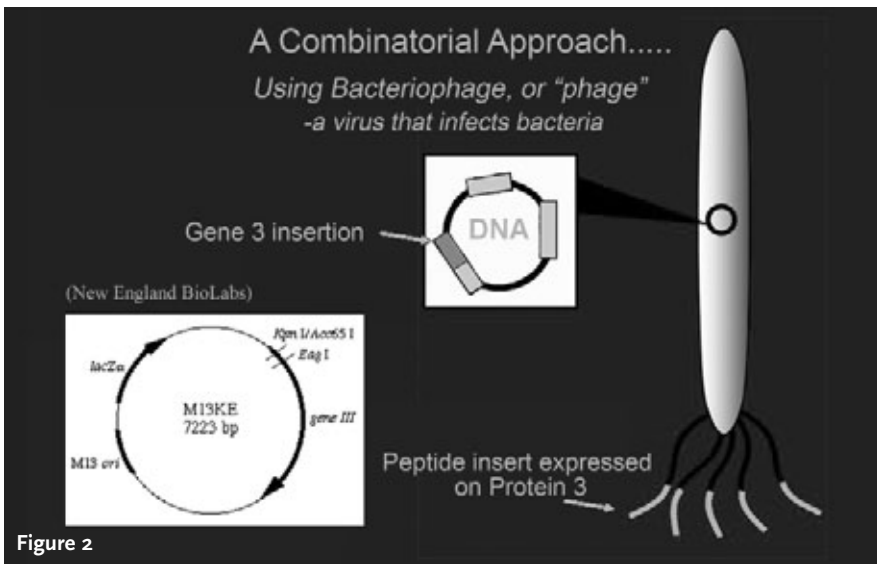 A Combinatorial Approach.....
Using Bacteriophage, or “phage”
-a virus that infects bacteria
DNA
Gene 3 insertion
(New England BioLabs)
Kpn I/Acc65 I
Eag I
lacZα
M13KE
7223 bp
gene III
M13 ori
Peptide insert expressed
on Protein 3
Figure 2